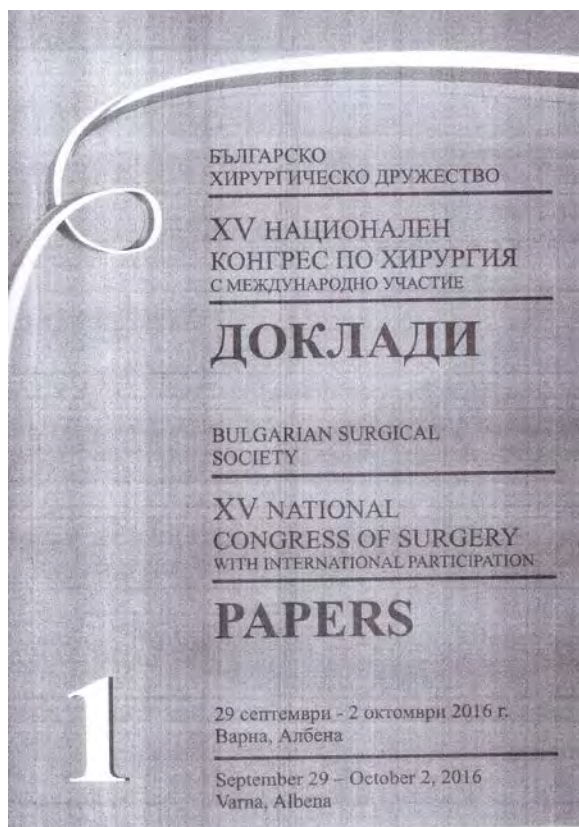 БЪЛГАРСКО
ХИРУРГИЧЕСКО ДРУЖЕСТВО
XV НАЦИОНАЛЕН
КОНГРЕС ПО ХИРУРГИЯ
С МЕЖДУНАРОДНО УЧАСТИЕ
ДОКЛАДИ
BULGARIAN SURGICAL
SOCIETY
XV NATIONAL
CONGRESS OF SURGERY
WITH INTERNATIONAL PARTICIPATION
PAPERS
1
29 септември - 2 октомври 2016 г.
Варна, Албена
September 29 – October 2, 2016
Varna, Albena